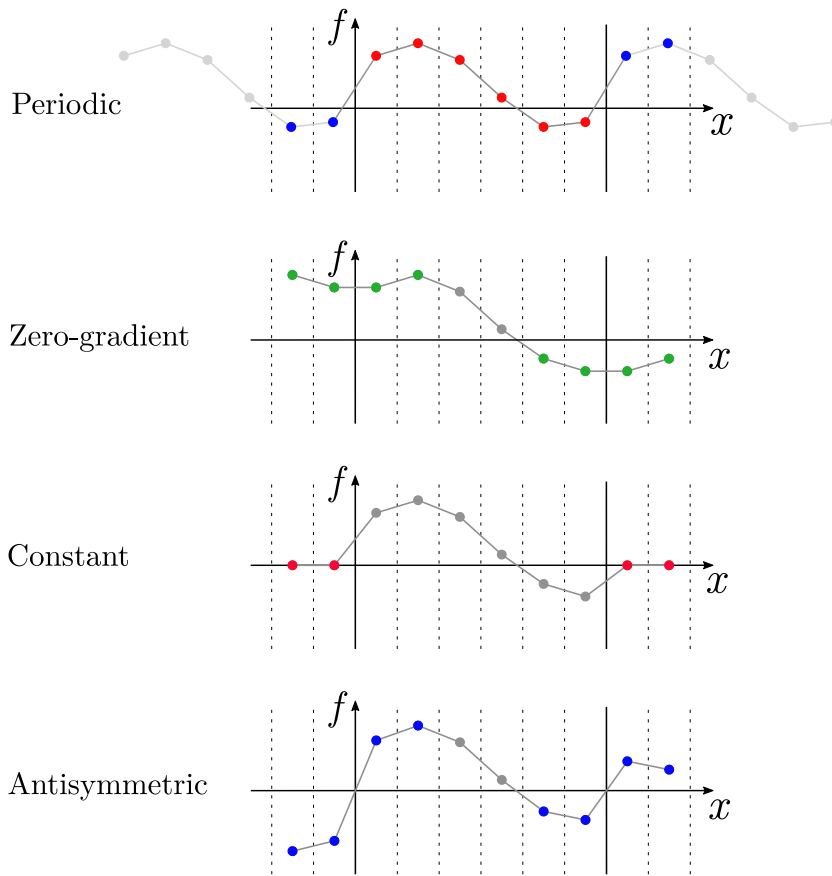 f
Periodic
x
f
Zero-gradient
x
f
Constant
x
f
Antisymmetric
x